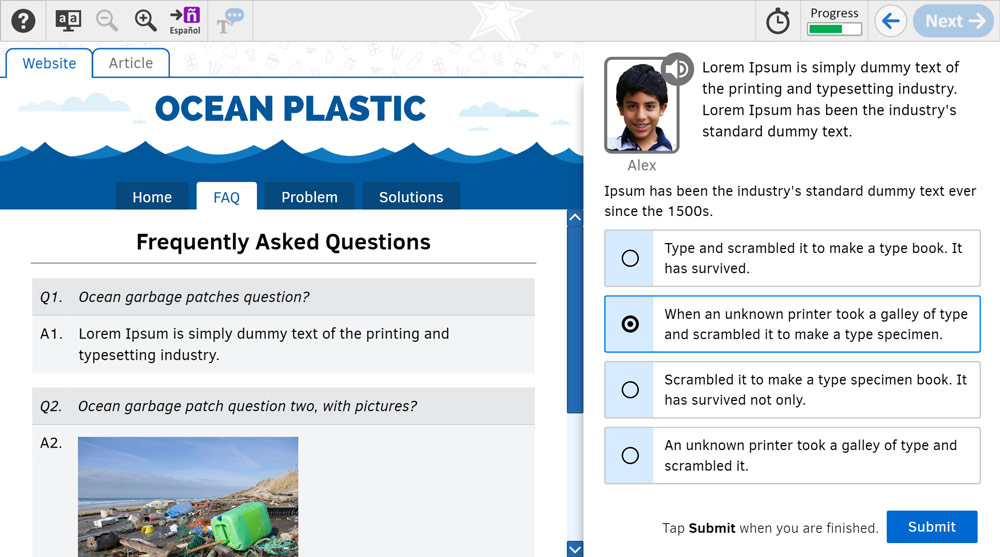 ?
aa
ñ
Español
T
Progress
Next
Website
Article
OCEAN PLASTIC
Home
FAQ
Problem
Solutions
Frequently Asked Questions
Q1. Ocean garbage patches question?
A1. Lorem Ipsum is simply dummy text of the printing and
typesetting industry.
Q2. Ocean garbage patch question two, with pictures?
A2.
Lorem Ipsum is simply dummy text of
the printing and typesetting industry.
Lorem Ipsum has been the industry's
standard dummy text.
Alex
Ipsum has been the industry's standard dummy text ever
since the 1500s.
Type and scrambled it to make a type book. It
has survived.
When an unknown printer took a galley of type
and scrambled it to make a type specimen.
Scrambled it to make a type specimen book. It
has survived not only.
An unknown printer took a galley of type and
scrambled it.
Tap Submit when you are finished.
Submit